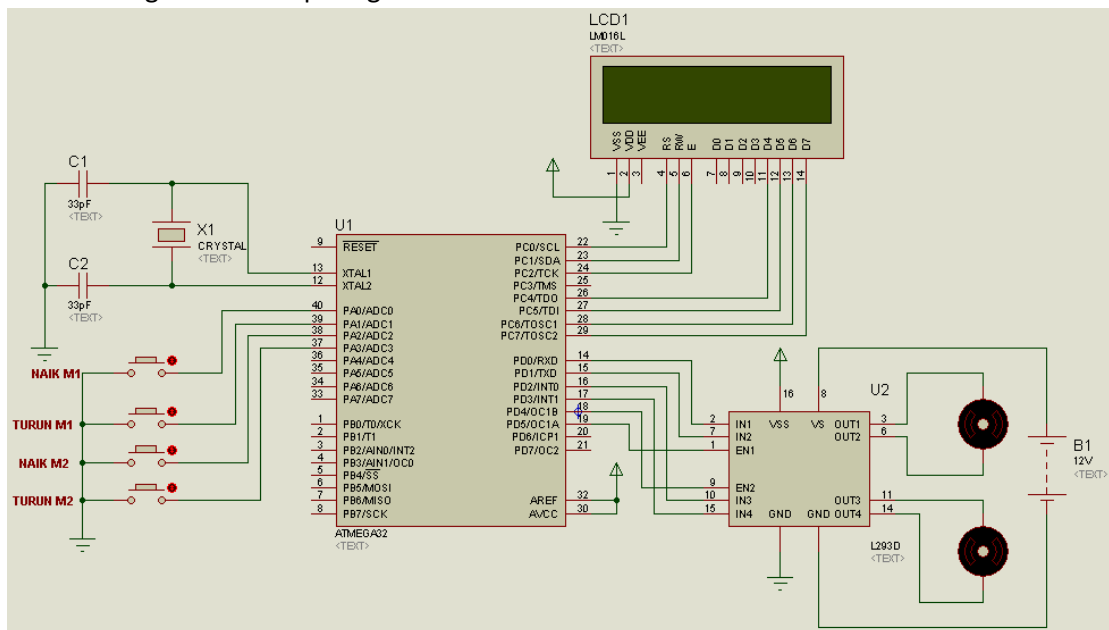 LCD1
LM016L
<TEXT>
VSS
VDD
VEE
RS
RW
E
D0
D1
D2
D3
D4
D5
D6
D7
1
2
3
4
5
6
7
8
9
10
11
12
13
14
C1
33pF
<TEXT>
X1
CRYSTAL
<TEXT>
C2
33pF
<TEXT>
NAIK M1
TURUN M1
NAIK M2
TURUN M2
U1
9 RESET
13 XTAL1
12 XTAL2
40 PA0/ADC0
39 PA1/ADC1
38 PA2/ADC2
37 PA3/ADC3
36 PA4/ADC4
35 PA5/ADC5
34 PA6/ADC6
33 PA7/ADC7
1 PB0/T0/XCK
2 PB1/T1
3 PB2/AIN0/INT2
4 PB3/AIN1/OC0
5 PB4/SS
6 PB5/MOSI
7 PB6/MISO
8 PB7/SCK
PC0/SCL 22
PC1/SDA 23
PC2/TCK 24
PC3/TMS 25
PC4/TDO 26
PC5/TDI 27
PC6/TOSC1 28
PC7/TOSC2 29
PD0/RXD 14
PD1/TXD 15
PD2/INT0 16
PD3/INT1 17
PD4/OC1B 18
PD5/OC1A 19
PD6/ICP1 20
PD7/OC2 21
AREF 32
AVCC 30
ATMEGA32
<TEXT>
U2
16
8
2 IN1
7 IN2
1 EN1
9 EN2
10 IN3
15 IN4
VSS
VS
OUT1 3
OUT2 6
OUT3 11
OUT4 14
GND
GND
L293D
<TEXT>
B1
12V
<TEXT>